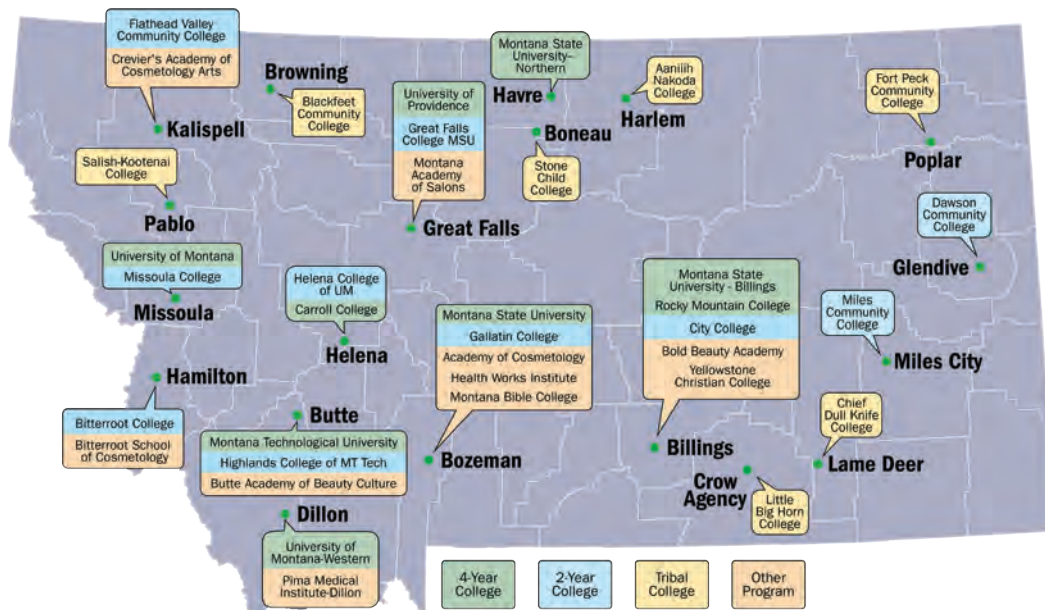 Flathead Valley
Community College
Crevier's Academy of
Cosmetology Arts
Kalispell
Browning
Blackfeet
Community
College
University of
Providence
Great Falls
College MSU
Montana
Academy
of Salons
Great Falls
Montana State
University–
Northern
Havre
Aaniiih
Nakoda
College
Harlem
Boneau
Stone
Child
College
Fort Peck
Community
College
Poplar
Salish-Kootenai
College
Pablo
Dawson
Community
College
Glendive
University of Montana
Missoula College
Missoula
Helena College
of UM
Carroll College
Helena
Montana State University
Gallatin College
Academy of Cosmetology
Health Works Institute
Montana Bible College
Bozeman
Montana State
University - Billings
Rocky Mountain College
City College
Bold Beauty Academy
Yellowstone
Christian College
Billings
Miles
Community
College
Miles City
Hamilton
Bitterroot College
Bitterroot School
of Cosmetology
Butte
Montana Technological University
Highlands College of MT Tech
Butte Academy of Beauty Culture
Chief
Dull Knife
College
Lame Deer
Crow
Agency
Little
Big Horn
College
Dillon
University of
Montana-Western
Pima Medical
Institute-Dillon
4-Year
College
2-Year
College
Tribal
College
Other
Program